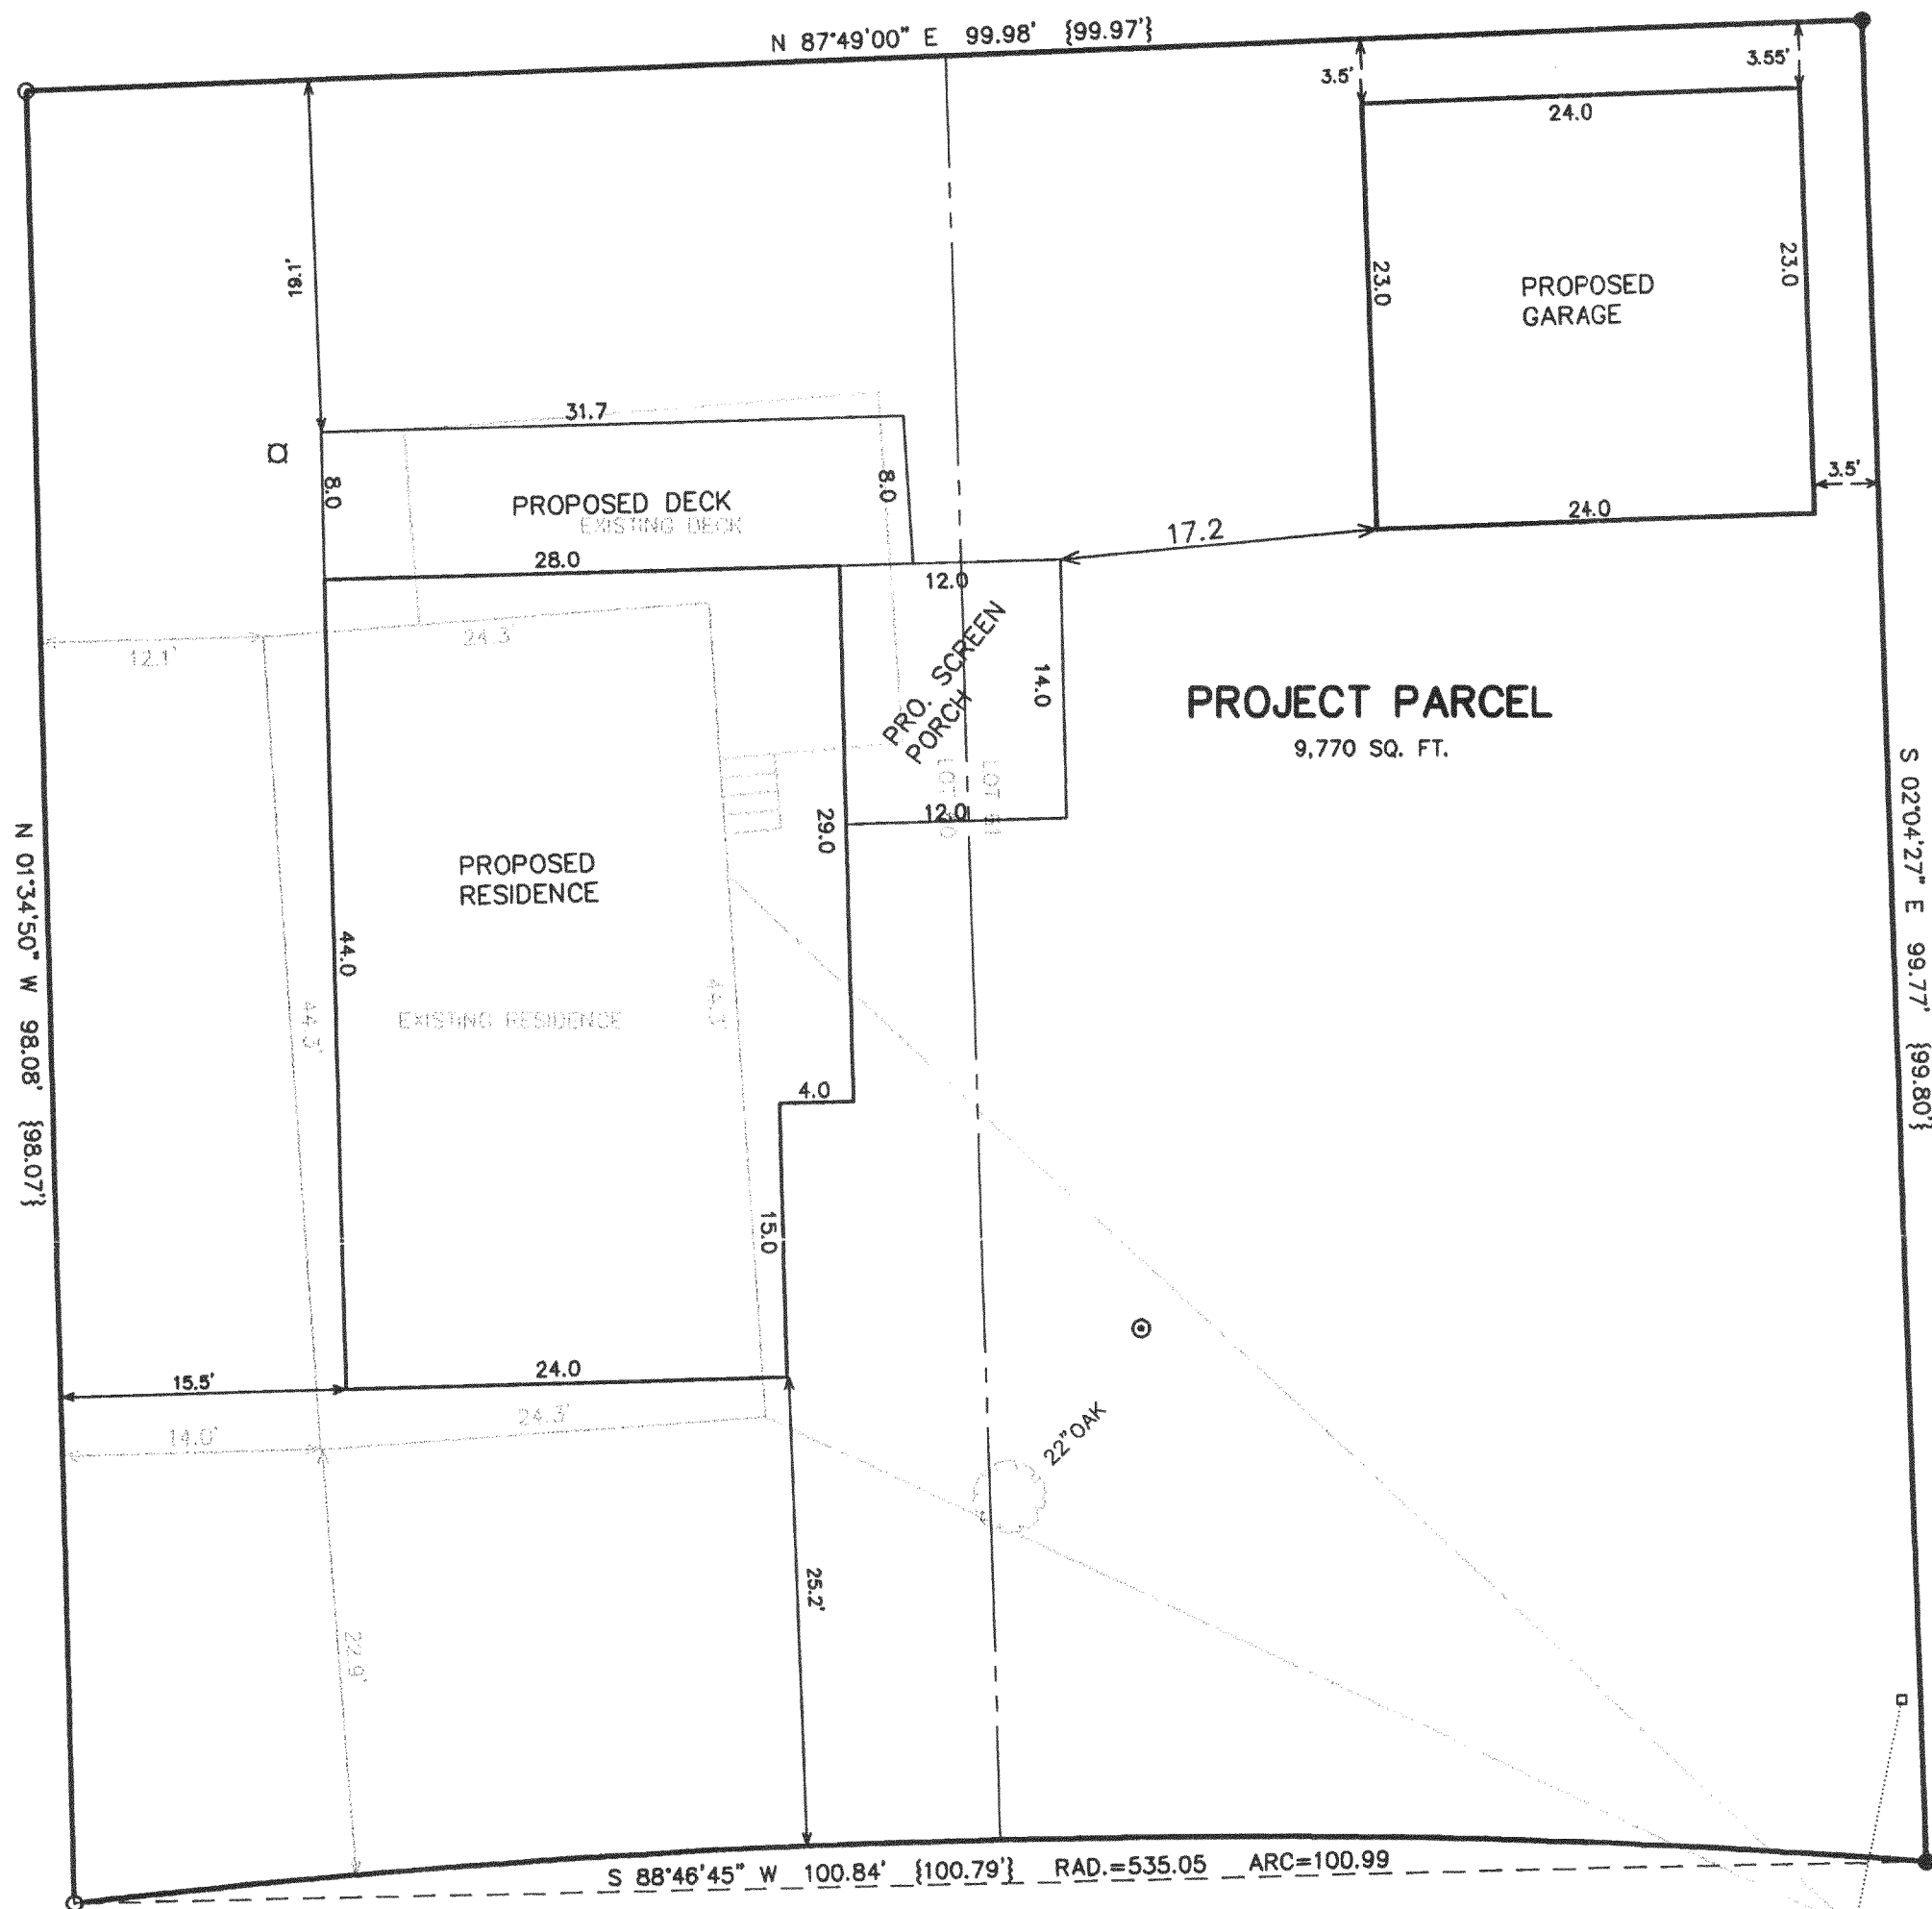 N 87°49'00" E 99.98' {99.97'}
3.5'
3.55'
24.0
19.1'
23.0
23.0
PROPOSED
GARAGE
31.7
8.0
8.0
PROPOSED DECK
EXISTING DECK
3.5'
24.0
17.2
28.0
12.0
12.1'
24.3'
PRO. SCREEN
PORCH
14.0
PROJECT PARCEL
9,770 SQ. FT.
LOT
LOT
12.0
29.0
PROPOSED
RESIDENCE
S 02°04'27" E 99.77' {99.80'}
N 01°34'50" W 98.08' {98.07'}
44.0
44.3'
44.3'
EXISTING RESIDENCE
4.0
15.0
15.5'
24.0
14.0'
24.3'
22" OAK
25.2'
22.9'
S 88°46'45" W 100.84' {100.79'} RAD.=535.05 ARC=100.99